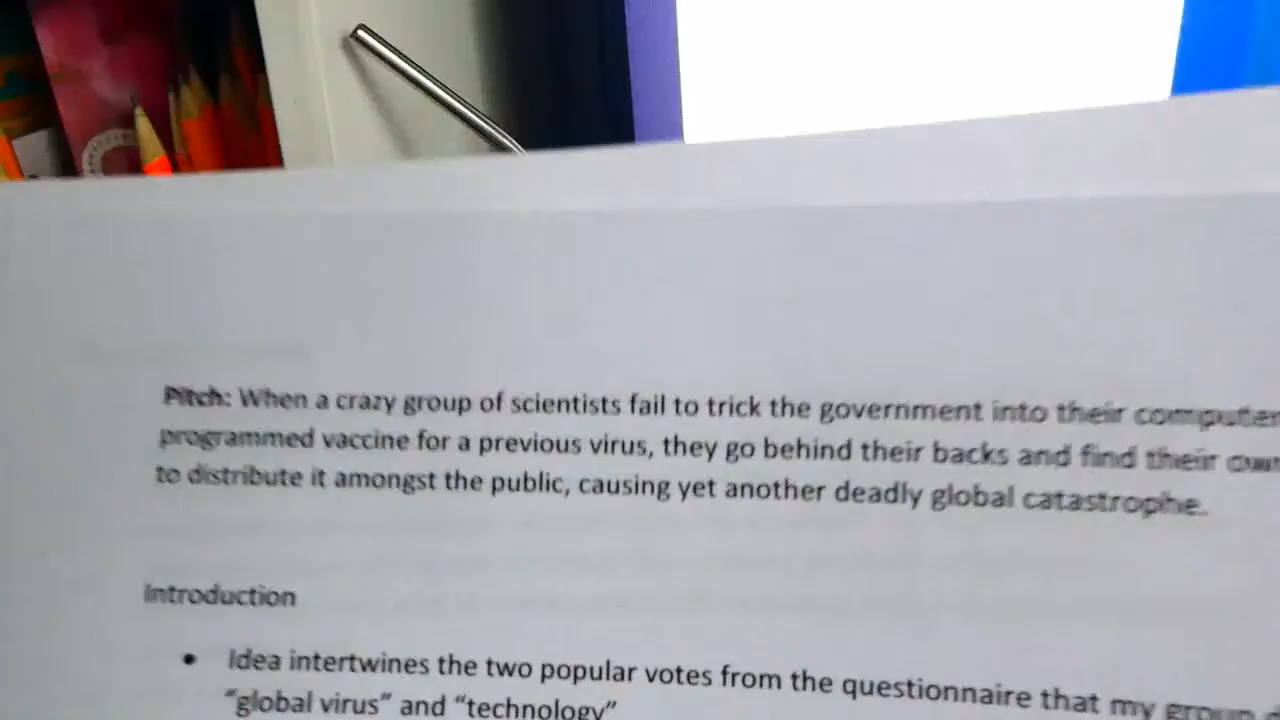 Pitch: When a crazy group of scientists fail to trick the government into their computer
programmed vaccine for a previous virus, they go behind their backs and find their
to distribute it amongst the public, causing yet another deadly global catastrophe.
Introduction
• Idea intertwines the two popular votes from the questionnaire that my group
“global virus” and “technology”